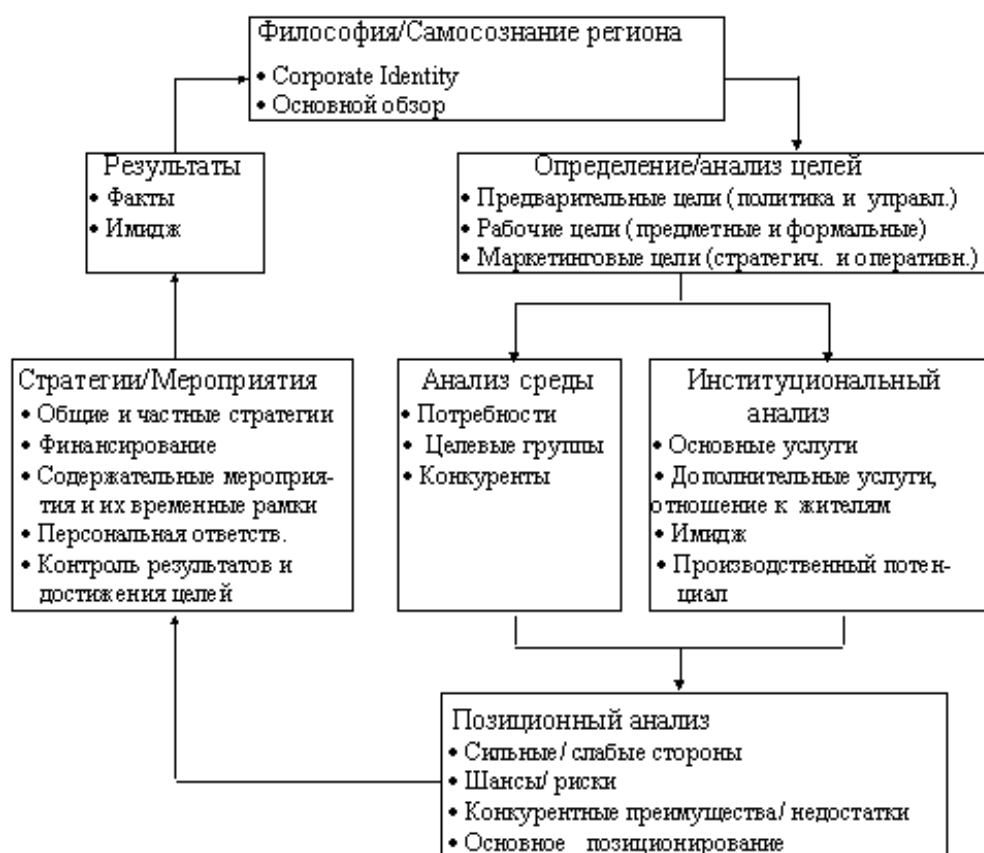 Философия/Самосознание региона
• Corporate Identity
• Основной обзор
Результаты
• Факты
• Имидж
Определение/анализ целей
• Предварительные цели (политика и управл.)
• Рабочие цели (предметные и формальные)
• Маркетинговые цели (стратегич. и оперативн.)
Стратегии/Мероприятия
• Общие и частные стратегии
• Финансирование
• Содержательные мероприя-
тия и их временные рамки
• Персональная ответств.
• Контроль результатов и
достижения целей
Анализ среды
• Потребности
• Целевые группы
• Конкуренты
Институциональный
анализ
• Основные услуги
• Дополнительные услуги,
отношение к жителям
• Имидж
• Производственный потен-
циал
Позиционный анализ
• Сильные/ слабые стороны
• Шансы/ риски
• Конкурентные преимущества/ недостатки
• Основное позиционирование